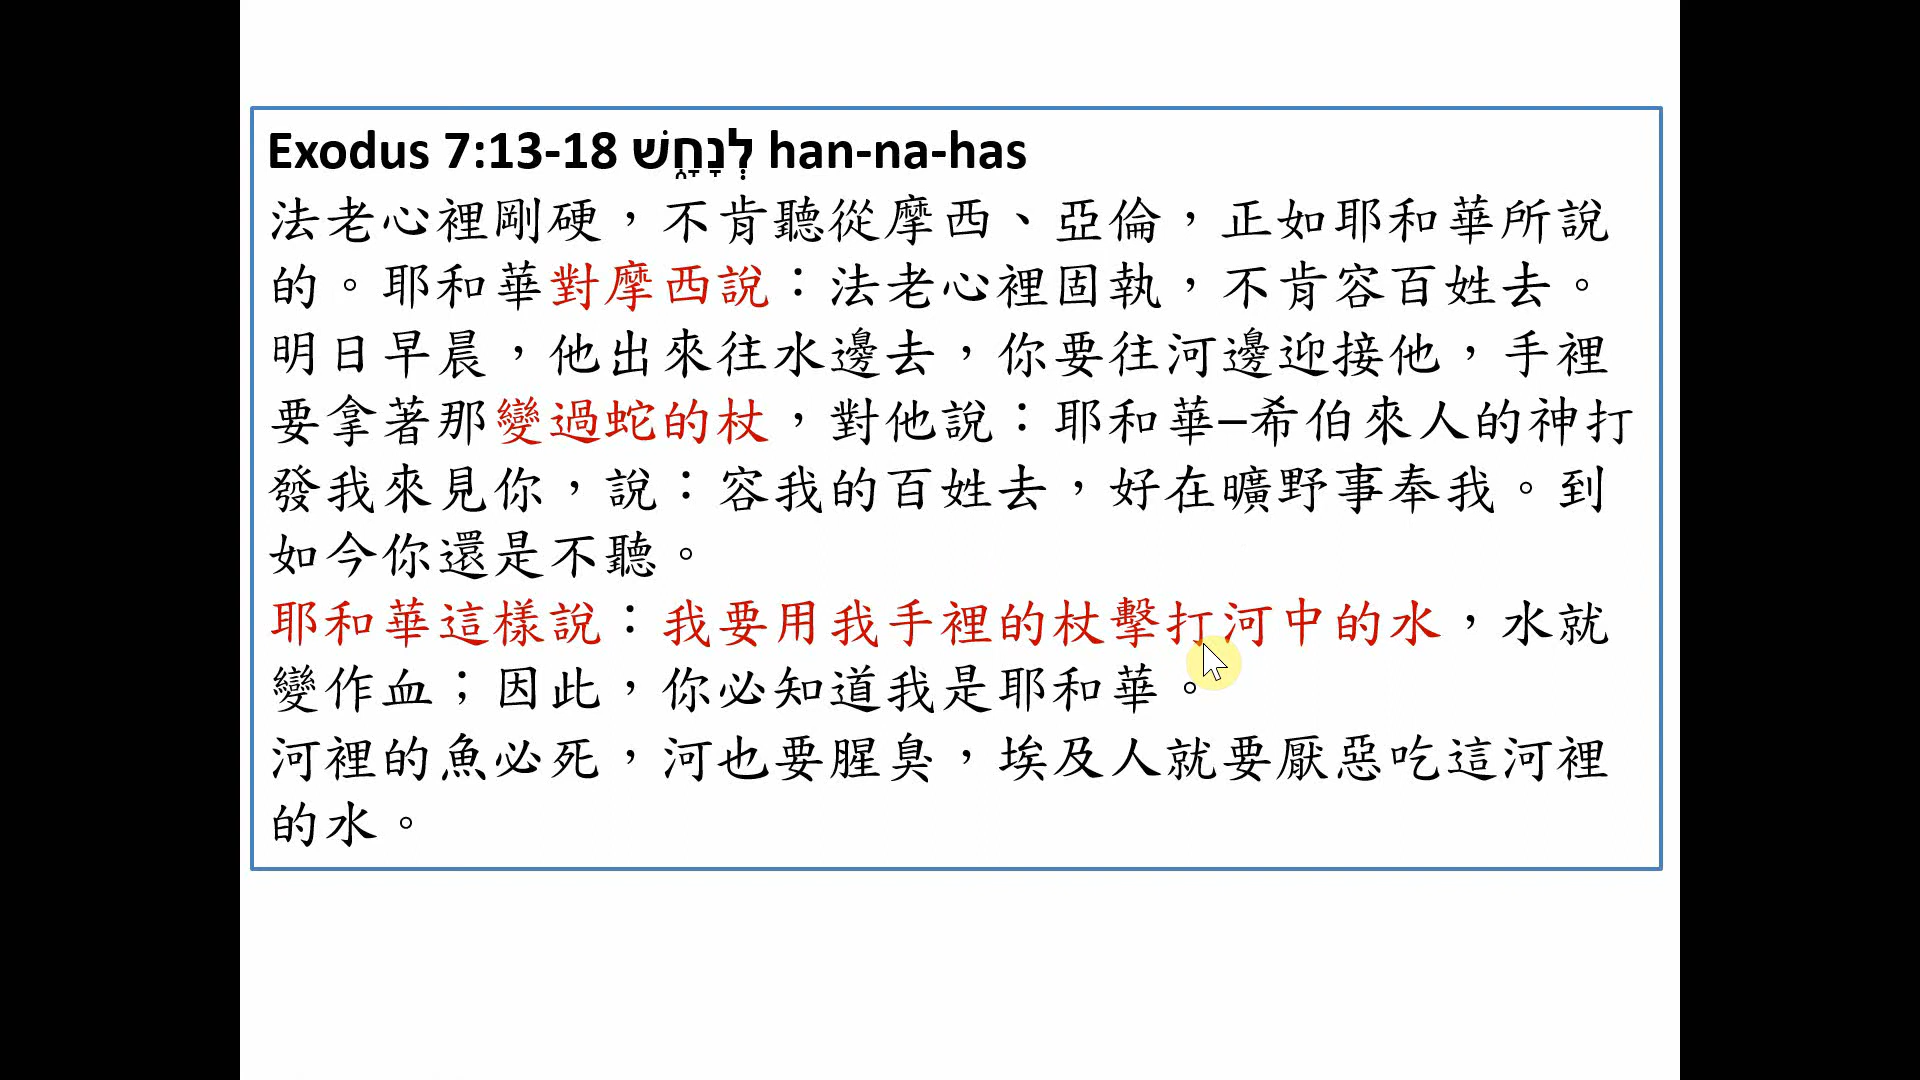 Exodus 7:13-18 לְנָחָ֑שׁ han-na-has
法老心裡剛硬，不肯聽從摩西、亞倫，正如耶和華所說
的。耶和華對摩西說：法老心裡固執，不肯容百姓去。
明日早晨，他出來往水邊去，你要往河邊迎接他，手裡
要拿著那變過蛇的杖，對他說：耶和華–希伯來人的神打
發我來見你，說：容我的百姓去，好在曠野事奉我。到
如今你還是不聽。
耶和華這樣說：我要用我手裡的杖擊打河中的水，水就
變作血；因此，你必知道我是耶和華。
河裡的魚必死，河也要腥臭，埃及人就要厭惡吃這河裡
的水。